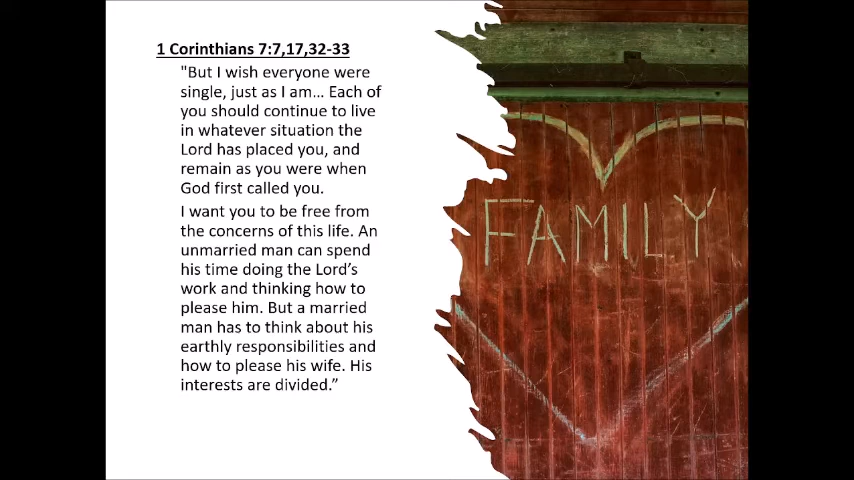 1 Corinthians 7:7,17,32-33
"But I wish everyone were
single, just as I am… Each of
you should continue to live
in whatever situation the
Lord has placed you, and
remain as you were when
God first called you.
I want you to be free from
the concerns of this life. An
unmarried man can spend
his time doing the Lord’s
work and thinking how to
please him. But a married
man has to think about his
earthly responsibilities and
how to please his wife. His
interests are divided.”
FAMILY